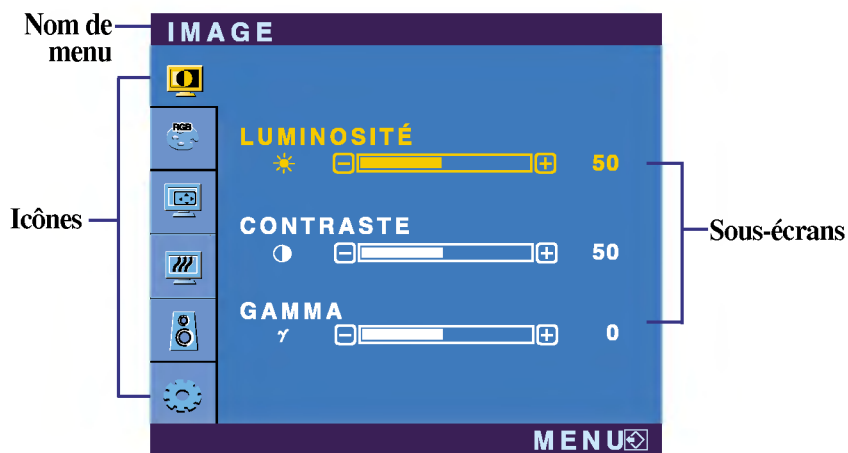 Nom de
menu
IMAGE
RGB
LUMINOSITÉ
50
Icônes
CONTRASTE
50
Sous-écrans
GAMMA
γ
0
MENU